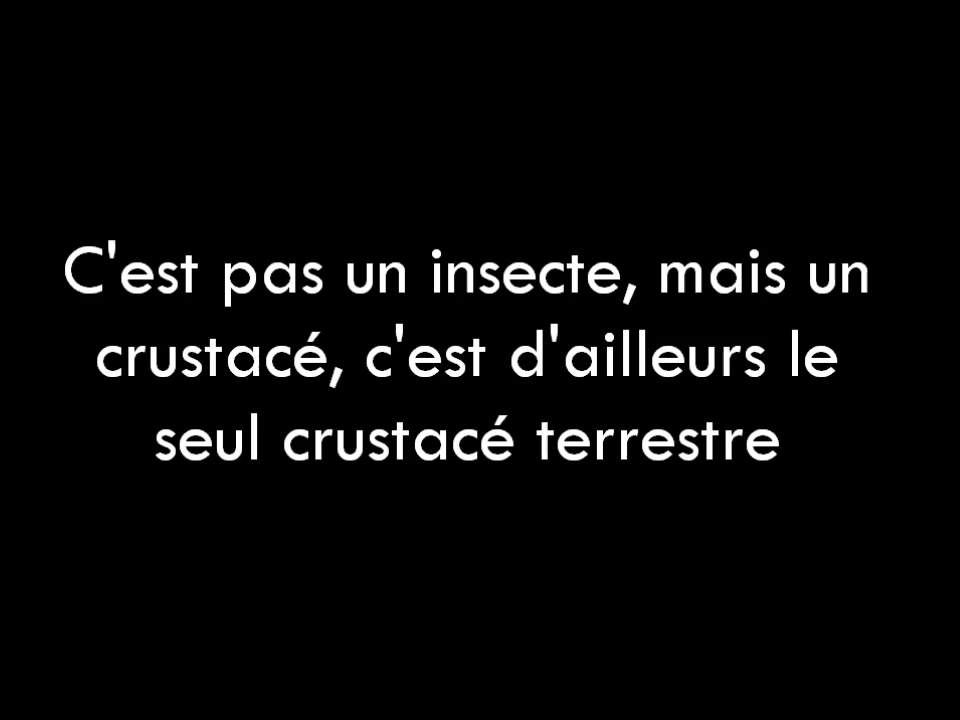 C'est pas un insecte, mais un
crustacé, c'est d'ailleurs le
seul crustacé terrestre